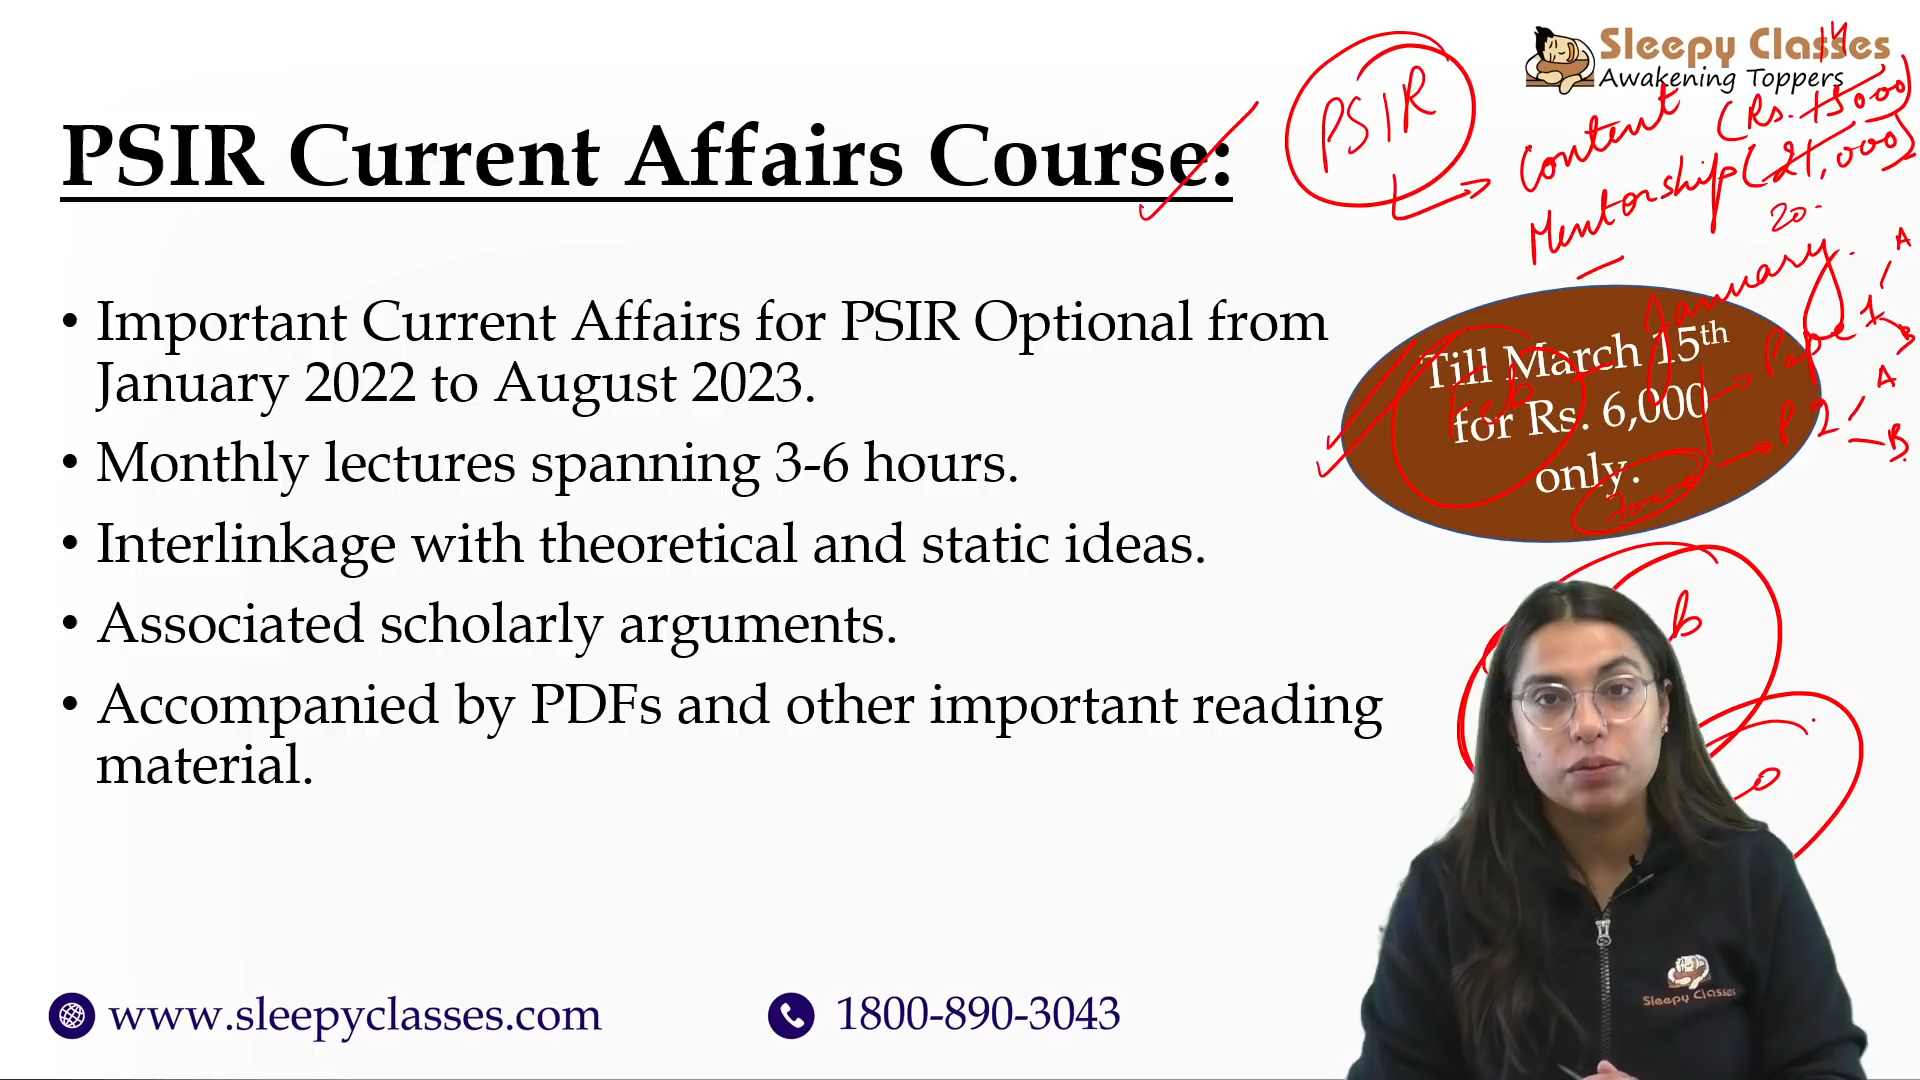 Sleepy Classes
Awakening Toppers
PSIR Current Affairs Course:
PSIR
Content (Rs. 15000)
14
Mentorship (21,000)
20
January
Paper 1
A
B
P2
A
B
Feb
7000
• Important Current Affairs for PSIR Optional from
January 2022 to August 2023.
• Monthly lectures spanning 3-6 hours.
• Interlinkage with theoretical and static ideas.
• Associated scholarly arguments.
• Accompanied by PDFs and other important reading
material.
Till March 15th
for Rs. 6,000
only.
b
Sleepy Classes
www.sleepyclasses.com
1800-890-3043